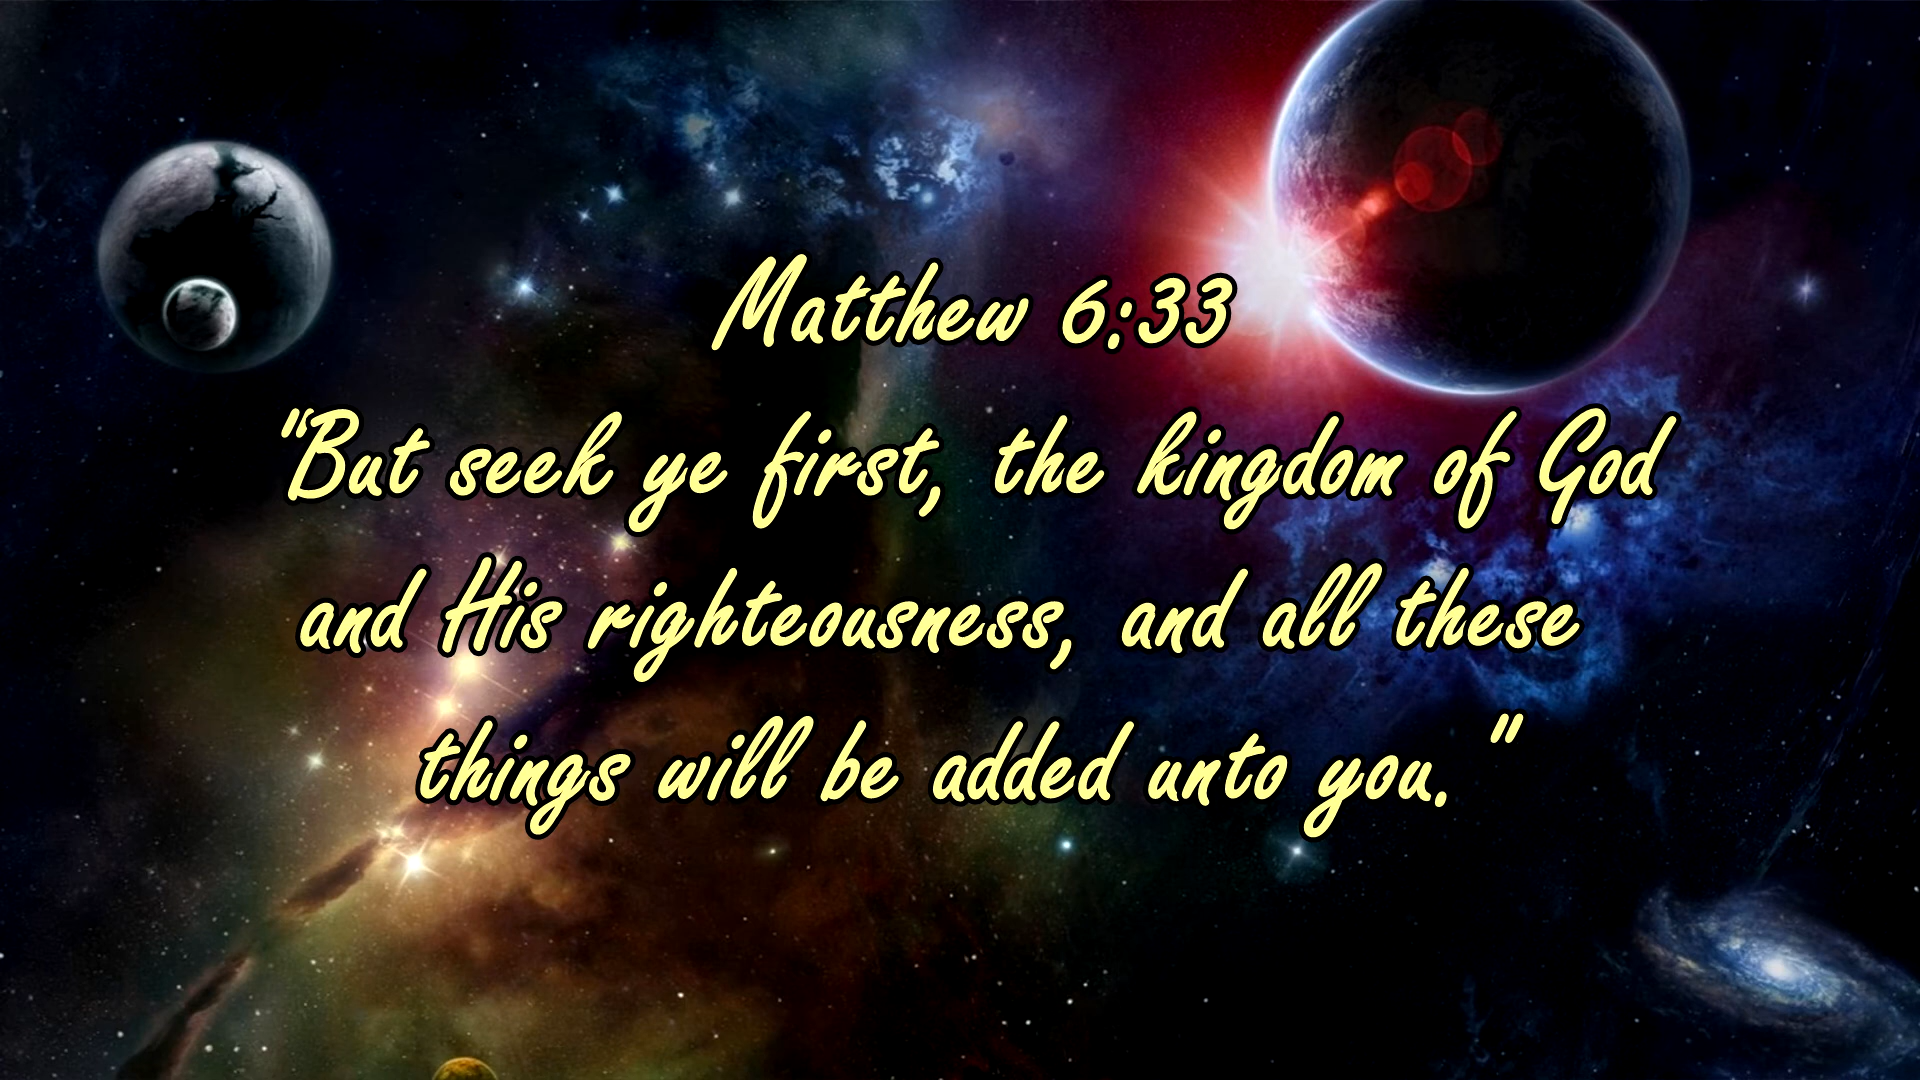 Matthew 6:33
"But seek ye first, the kingdom of God
and His righteousness, and all these
things will be added unto you."